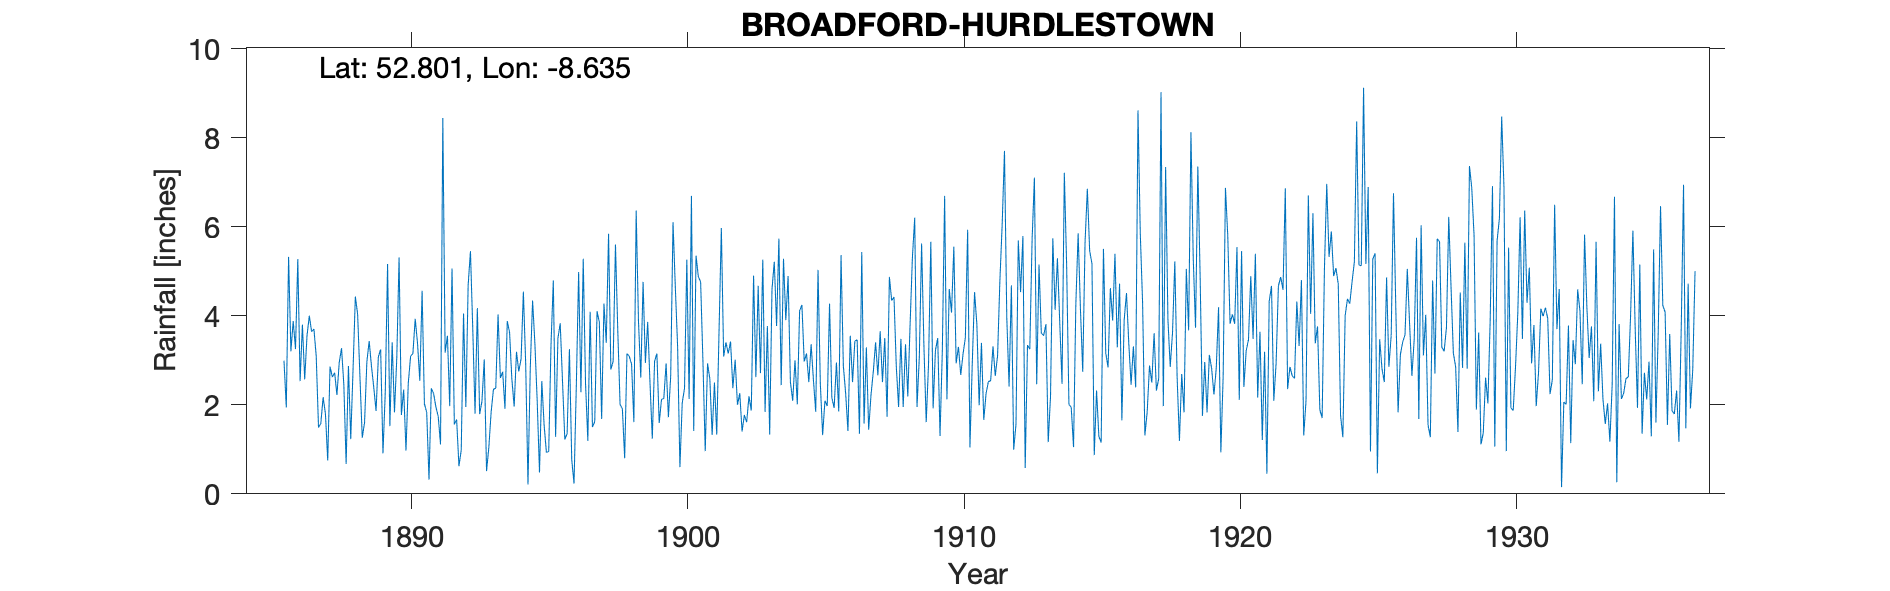 BROADFORD-HURDLESTOWN
Lat: 52.801, Lon: -8.635
10
8
6
4
2
0
Rainfall [inches]
1890 1900 1910 1920 1930
Year